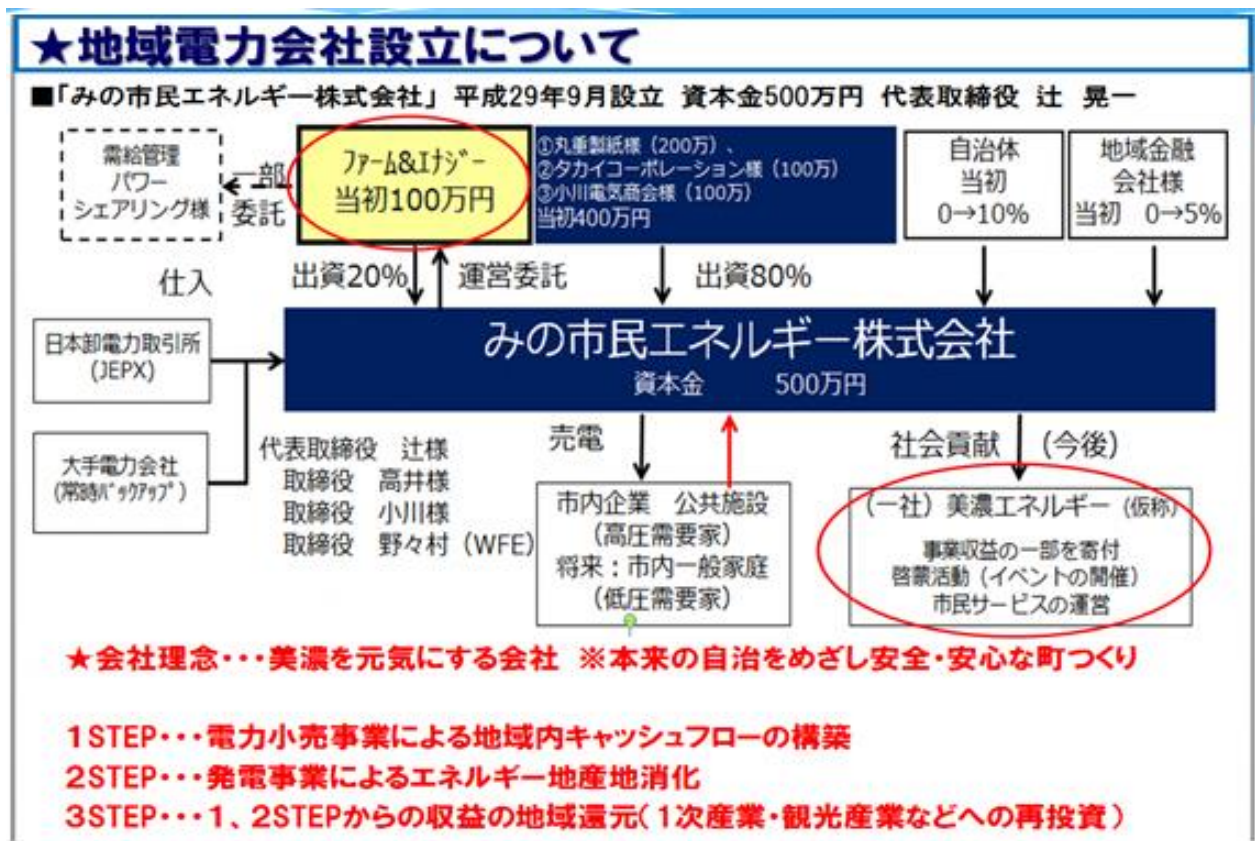 ★地域電力会社設立について
■「みの市民エネルギー株式会社」 平成29年9月設立 資本金500万円 代表取締役 辻 晃一
需給管理
パワー
シェアリング様
一部
委託
ﾌｧｰﾑ&ｴﾅｼﾞｰ
当初100万円
①丸重製紙様（200万）、
②タカイコーポレーション様（100万）
③小川電気商会様（100万）
当初400万円
自治体
当初
0→10%
地域金融
会社様
当初 0→5%
仕入
出資20%
運営委託
出資80%
日本卸電力取引所
(JEPX)
大手電力会社
(常時ﾊﾞｯｸｱｯﾌﾟ)
みの市民エネルギー株式会社
資本金 500万円
代表取締役 辻様
取締役 高井様
取締役 小川様
取締役 野々村（WFE）
売電
社会貢献 （今後）
市内企業 公共施設
（高圧需要家）
将来：市内一般家庭
（低圧需要家）
（一社）美濃エネルギー（仮称）
事業収益の一部を寄付
啓蒙活動（イベントの開催）
市民サービスの運営
★会社理念・・・美濃を元気にする会社 ※本来の自治をめざし安全・安心な町つくり
1STEP・・・電力小売事業による地域内キャッシュフローの構築
2STEP・・・発電事業によるエネルギー地産地消化
3STEP・・・1、2STEPからの収益の地域還元（1次産業・観光産業などへの再投資）